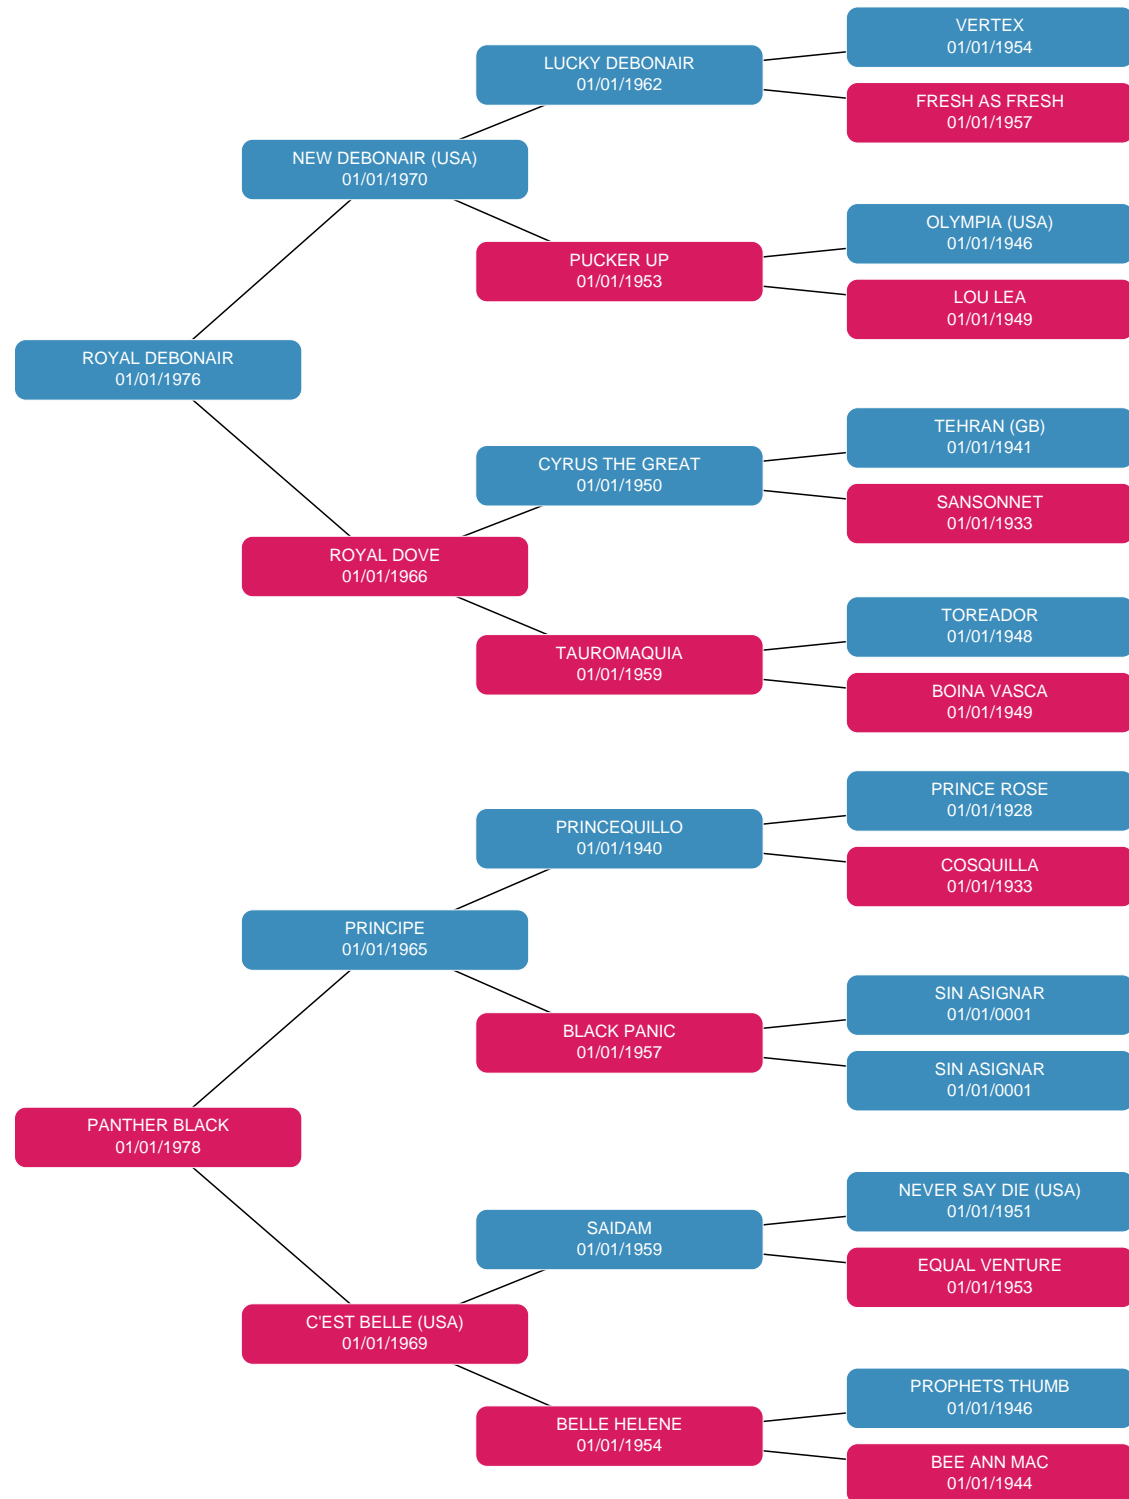 VERTEX
01/01/1954
LUCKY DEBONAIR
01/01/1962
FRESH AS FRESH
01/01/1957
NEW DEBONAIR (USA)
01/01/1970
OLYMPIA (USA)
01/01/1946
PUCKER UP
01/01/1953
LOU LEA
01/01/1949
ROYAL DEBONAIR
01/01/1976
TEHRAN (GB)
01/01/1941
CYRUS THE GREAT
01/01/1950
SANSONNET
01/01/1933
ROYAL DOVE
01/01/1966
TOREADOR
01/01/1948
TAUROMAQUIA
01/01/1959
BOINA VASCA
01/01/1949
PRINCE ROSE
01/01/1928
PRINCEQUILLO
01/01/1940
COSQUILLA
01/01/1933
PRINCIPE
01/01/1965
SIN ASIGNAR
01/01/0001
BLACK PANIC
01/01/1957
SIN ASIGNAR
01/01/0001
PANTHER BLACK
01/01/1978
NEVER SAY DIE (USA)
01/01/1951
SAIDAM
01/01/1959
EQUAL VENTURE
01/01/1953
C'EST BELLE (USA)
01/01/1969
PROPHETS THUMB
01/01/1946
BELLE HELENE
01/01/1954
BEE ANN MAC
01/01/1944